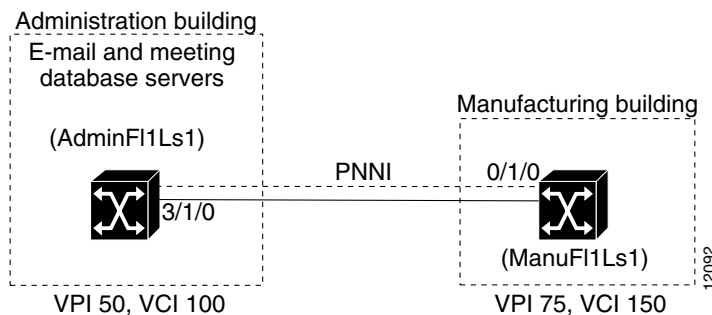 Administration building
E-mail and meeting
database servers
(AdminFl1Ls1)
3/1/0
PNNI
Manufacturing building
0/1/0
(ManuFl1Ls1)
VPI 50, VCI 100
VPI 75, VCI 150
12092